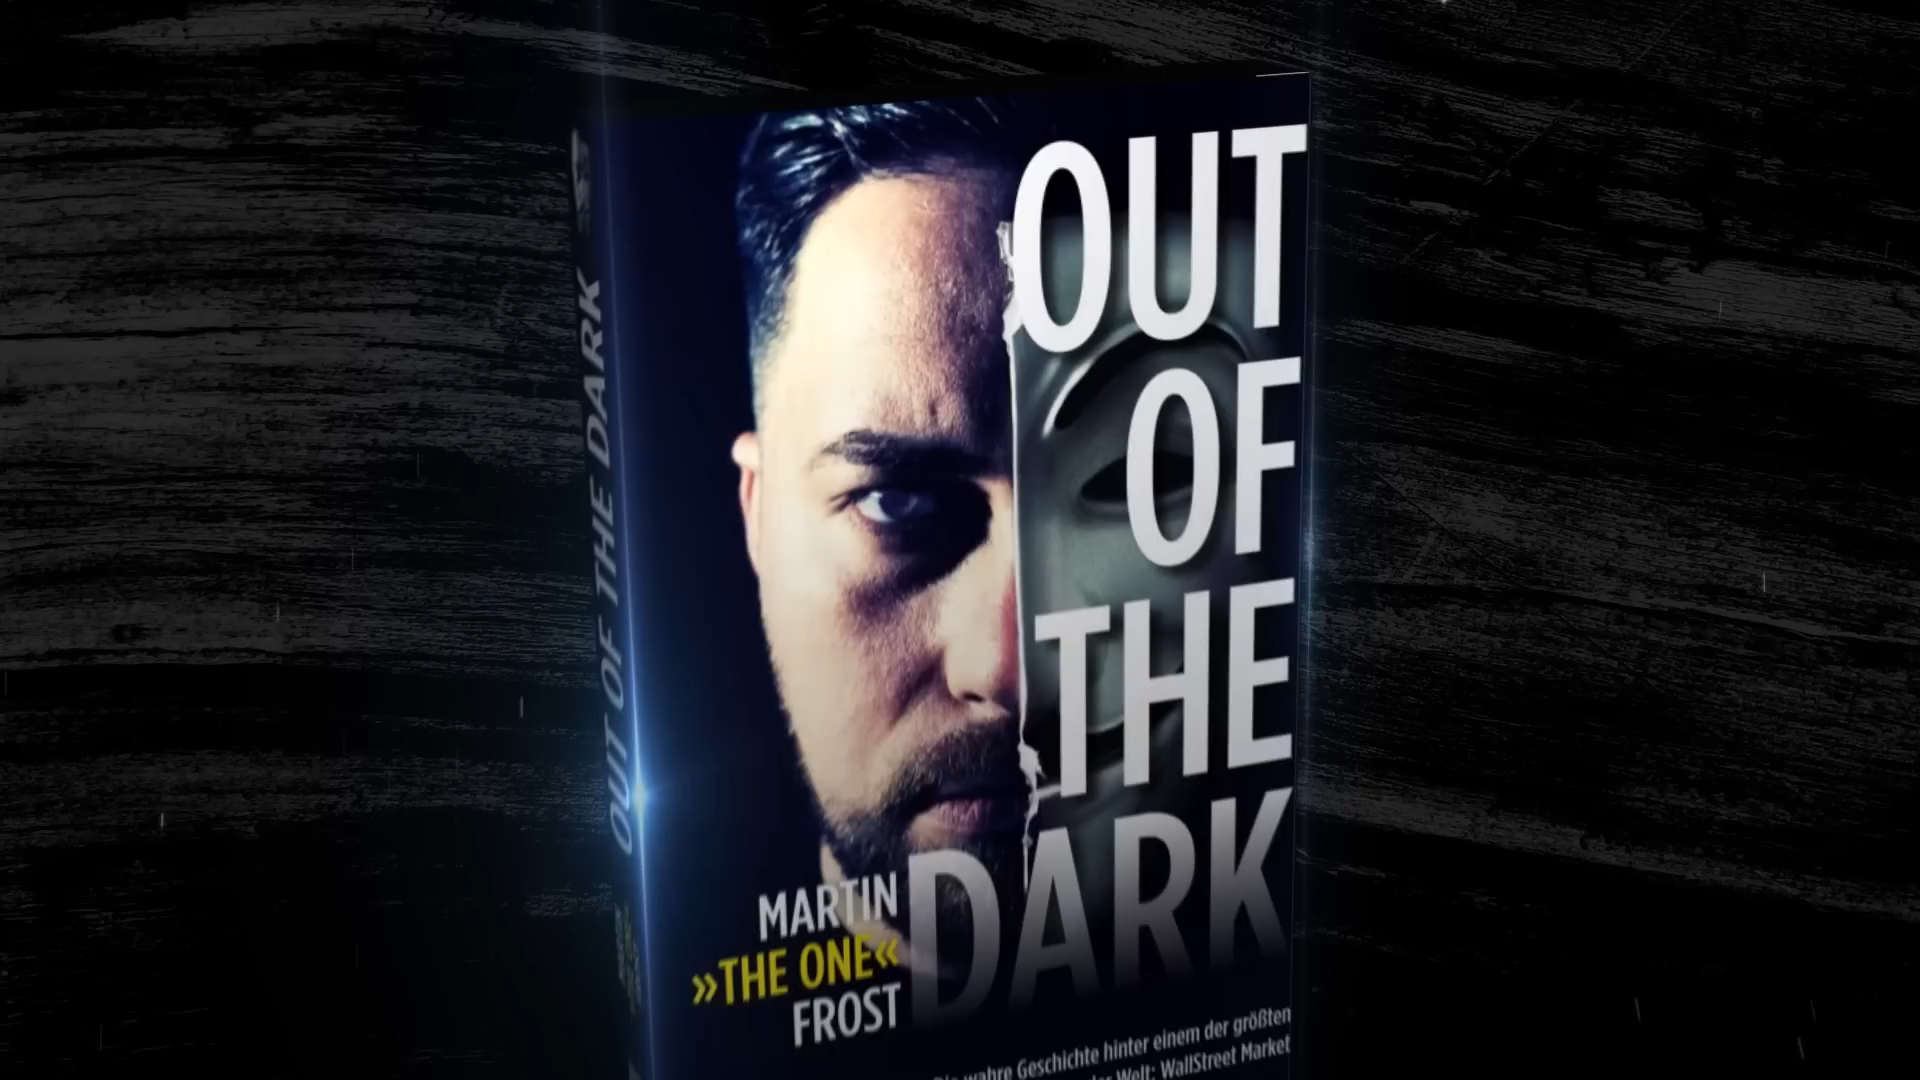 OUT OF THE DARK
OUT
OF
THE
DARK
MARTIN
»THE ONE«
FROST
Die wahre Geschichte hinter einem der größten
der Welt: WallStreet Market